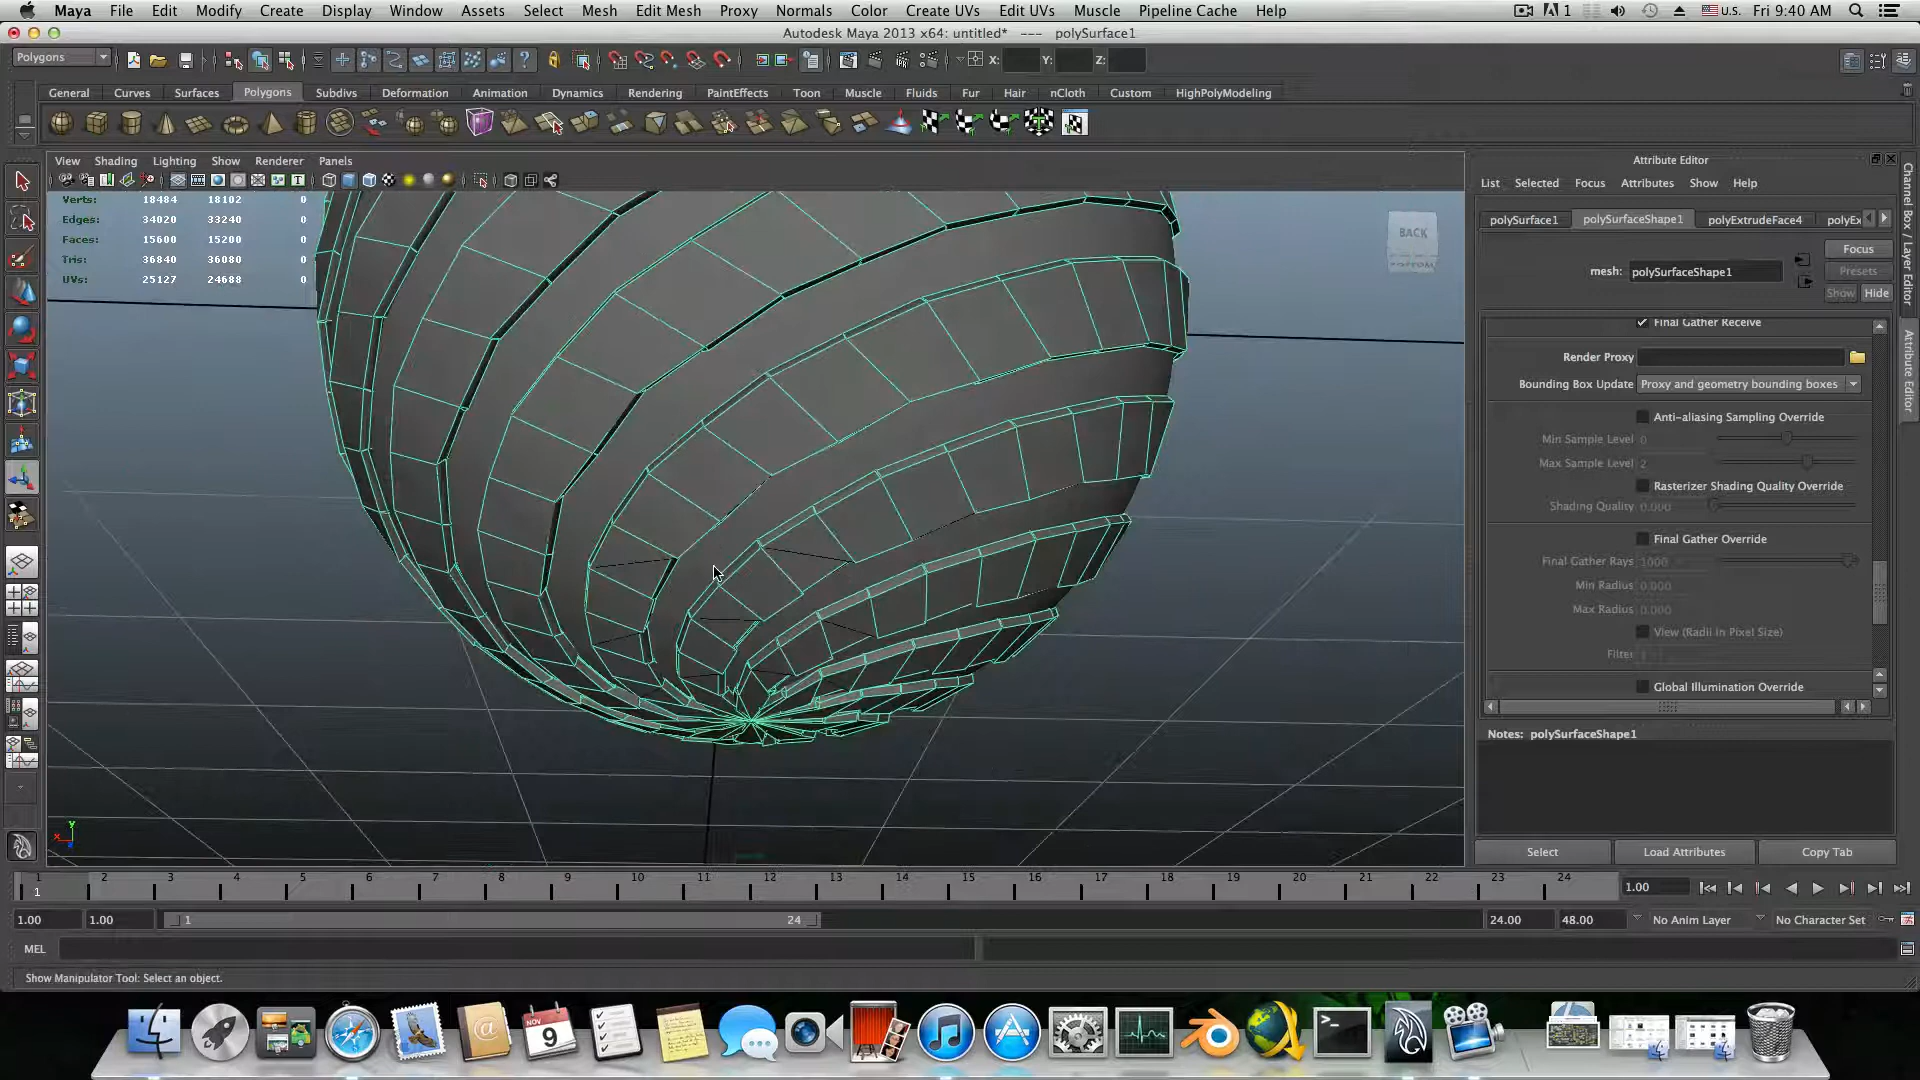 Maya File Edit Modify Create Display Window Assets Select Mesh Edit Mesh Proxy Normals Color Create UVs Edit UVs Muscle Pipeline Cache Help 1 U.S. Fri 9:40 AM
Autodesk Maya 2013 x64: untitled* --- polySurface1
Polygons X: Y: Z:
General Curves Surfaces Polygons Subdivs Deformation Animation Dynamics Rendering PaintEffects Toon Muscle Fluids Fur Hair nCloth Custom HighPolyModeling
View Shading Lighting Show Renderer Panels
Verts: 18484 18102 0
Edges: 34020 33240 0
Faces: 15600 15200 0
Tris: 36840 36080 0
UVs: 25127 24688 0
BACK
BOTTOM
y
x
Attribute Editor
List Selected Focus Attributes Show Help
polySurface1 polySurfaceShape1 polyExtrudeFace4 polyEx
Focus
mesh: polySurfaceShape1
Presets
Show Hide
Final Gather Receive
Render Proxy
Bounding Box Update Proxy and geometry bounding boxes
Anti-aliasing Sampling Override
Min Sample Level 0
Max Sample Level 2
Rasterizer Shading Quality Override
Shading Quality 0.000
Final Gather Override
Final Gather Rays 1000
Min Radius 0.000
Max Radius 0.000
View (Radii in Pixel Size)
Filter
Global Illumination Override
Notes: polySurfaceShape1
Select Load Attributes Copy Tab
Channel Box / Layer Editor
Attribute Editor
1 2 3 4 5 6 7 8 9 10 11 12 13 14 15 16 17 18 19 20 21 22 23 24
1 1.00
1.00 1.00 1 24 24.00 48.00 No Anim Layer No Character Set
MEL
Show Manipulator Tool: Select an object.
NOV
9